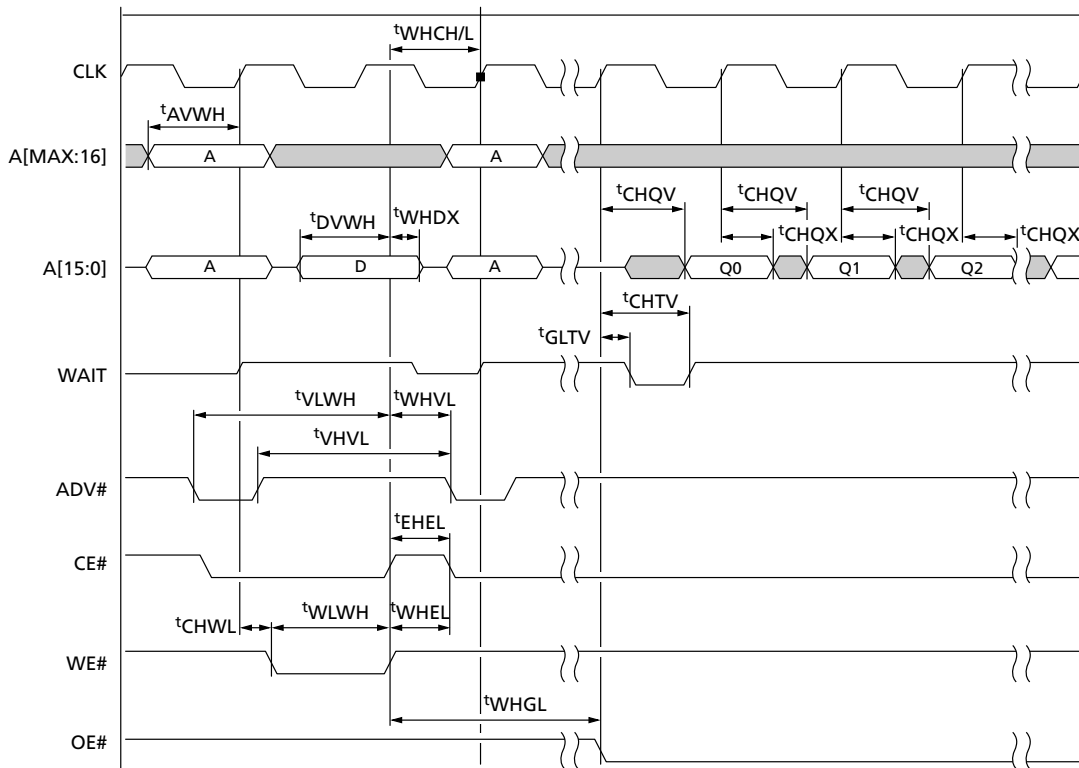 tWHCH/L
CLK
tAVWH
A[MAX:16]
A
A
tCHQV
tCHQV
tCHQV
tDVWH
tWHDX
tCHQX
tCHQX
tCHQX
A[15:0]
A
D
A
Q0
Q1
Q2
tCHTV
tGLTV
WAIT
tVLWH
tWHVL
tVHVL
ADV#
tEHEL
CE#
tCHWL
tWLWH
tWHEL
WE#
tWHGL
OE#